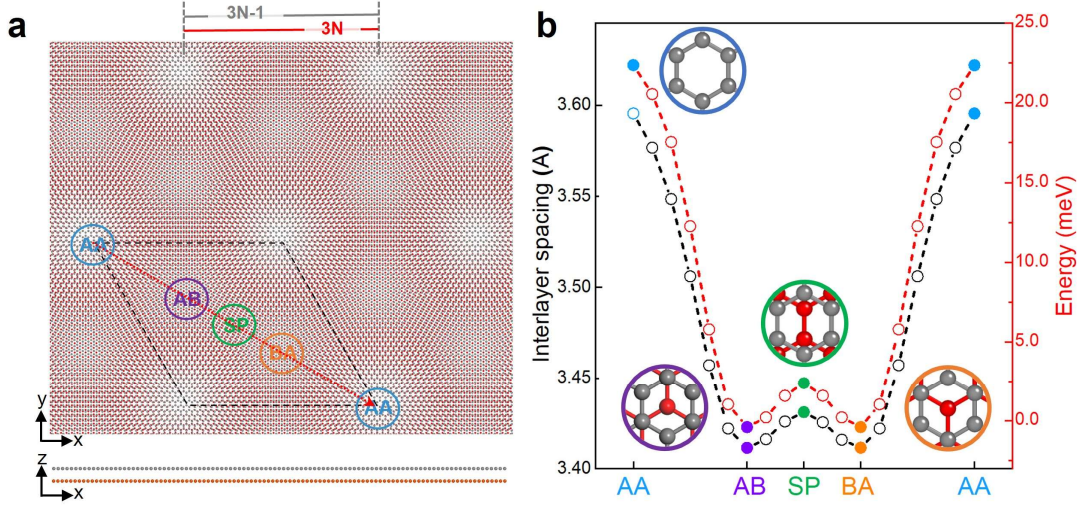 a
3N-1
3N
AA
AB
SP
BA
AA
y
x
z
x
b
Interlayer spacing (A)
3.60
3.55
3.50
3.45
3.40
25.0
22.5
20.0
15.0
10.0
5.0
0.0
Energy (meV)
AA
AB
SP
BA
AA